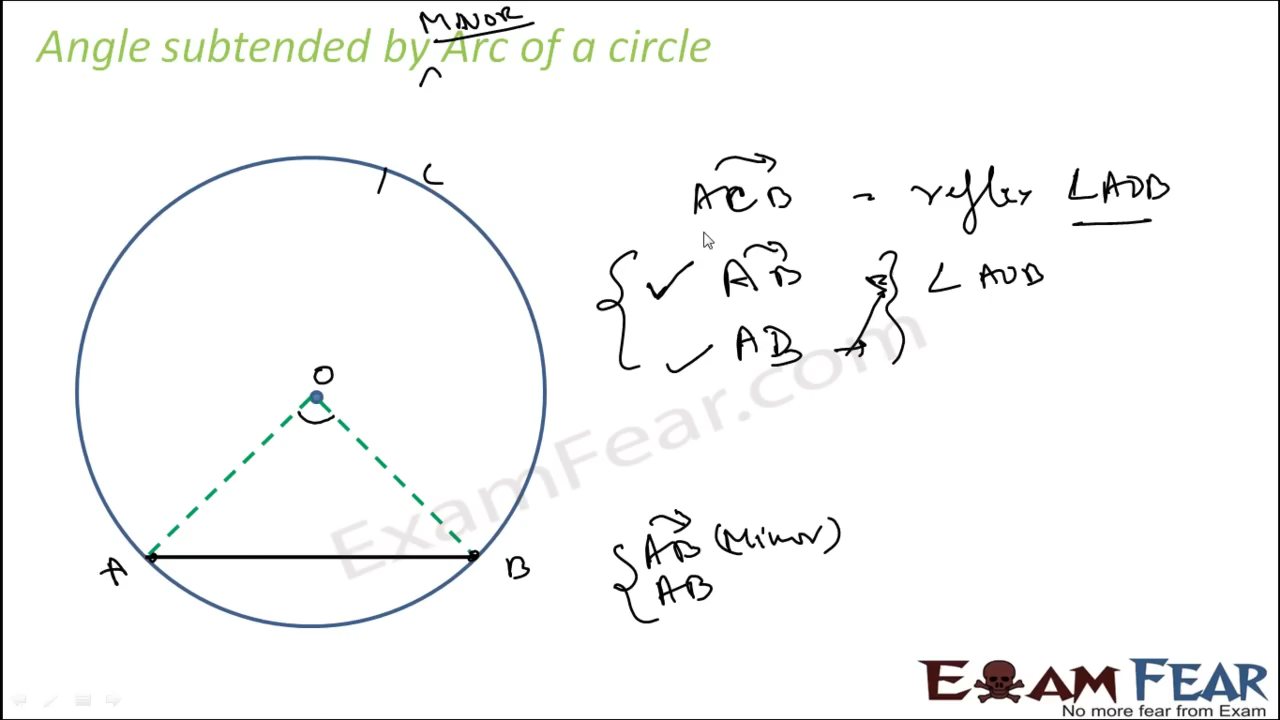 MINOR
Angle subtended by Arc of a circle
C
ACB = reflex ∠AOB
AB
∠AOB
AB
O
A
B
AB (Minor)
AB
ExamFear.com
EXAM FEAR
No more fear from Exam